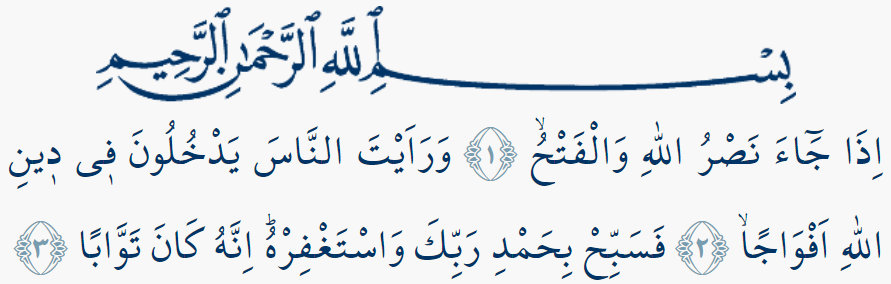 بِسْمِ اللَّهِ الرَّحْمَٰنِ الرَّحِيمِ
اِذَا جَٓاءَ نَصْرُ اللّٰهِ وَالْفَتْحُۙ ﴿١﴾ وَرَاَيْتَ النَّاسَ يَدْخُلُونَ ف۪ى د۪ينِ
اللّٰهِ اَفْوَاجًاۙ ﴿٢﴾ فَسَبِّحْ بِحَمْدِ رَبِّكَ وَاسْتَغْفِرْهُۜ اِنَّهُ كَانَ تَوَّابًا ﴿٣﴾